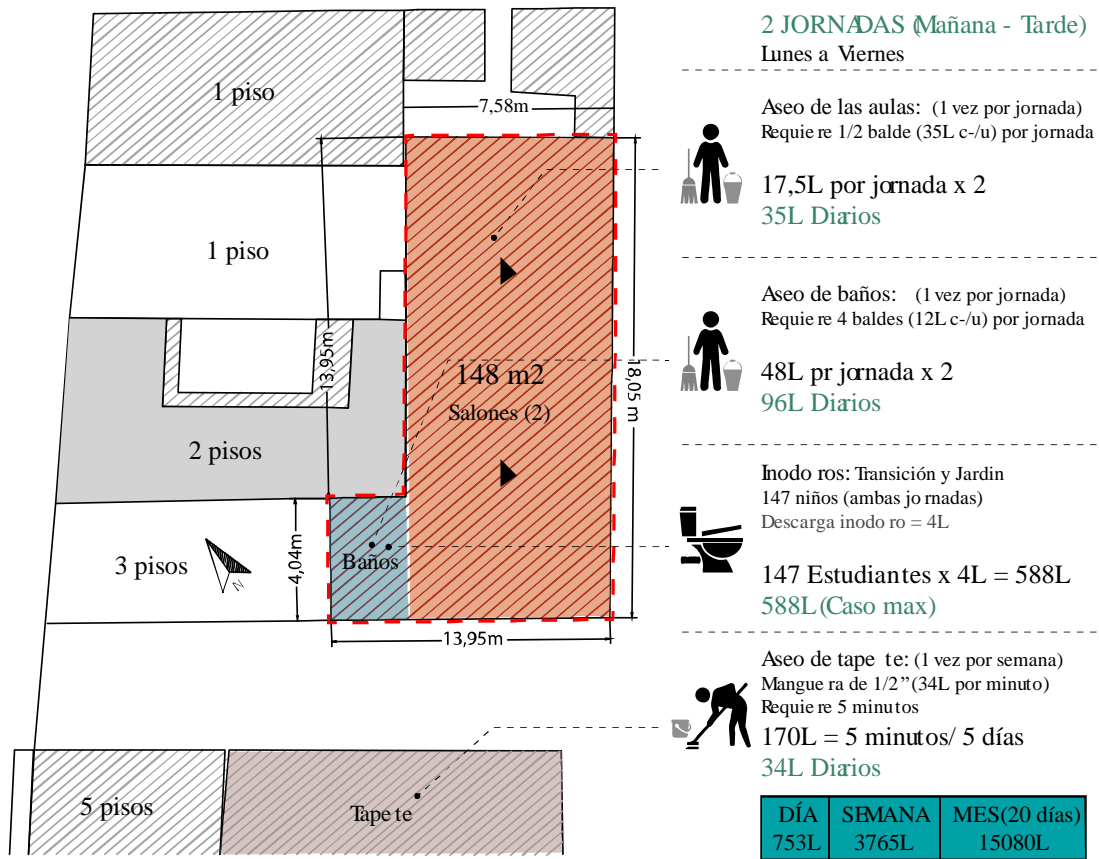 1 piso
7,58m
1 piso
13,95m
148 m2
Salones (2)
18,05 m
2 pisos
3 pisos
N
4,04m
Baños
13,95m
5 pisos
Tapete
2 JORNADAS (Mañana - Tarde)
Lunes a Viernes
Aseo de las aulas: (1 vez por jornada)
Requiere 1/2 balde (35L c-/u) por jornada
17,5L por jornada x 2
35L Diarios
Aseo de baños: (1 vez por jornada)
Requiere 4 baldes (12L c-/u) por jornada
48L pr jornada x 2
96L Diarios
Inodoros: Transición y Jardin
147 niños (ambas jornadas)
Descarga inodoro = 4L
147 Estudiantes x 4L = 588L
588L (Caso max)
Aseo de tapete: (1 vez por semana)
Manguera de 1/2” (34L por minuto)
Requiere 5 minutos
170L = 5 minutos/ 5 días
34L Diarios
DÍA SEMANA MES(20 días)
753L 3765L 15080L